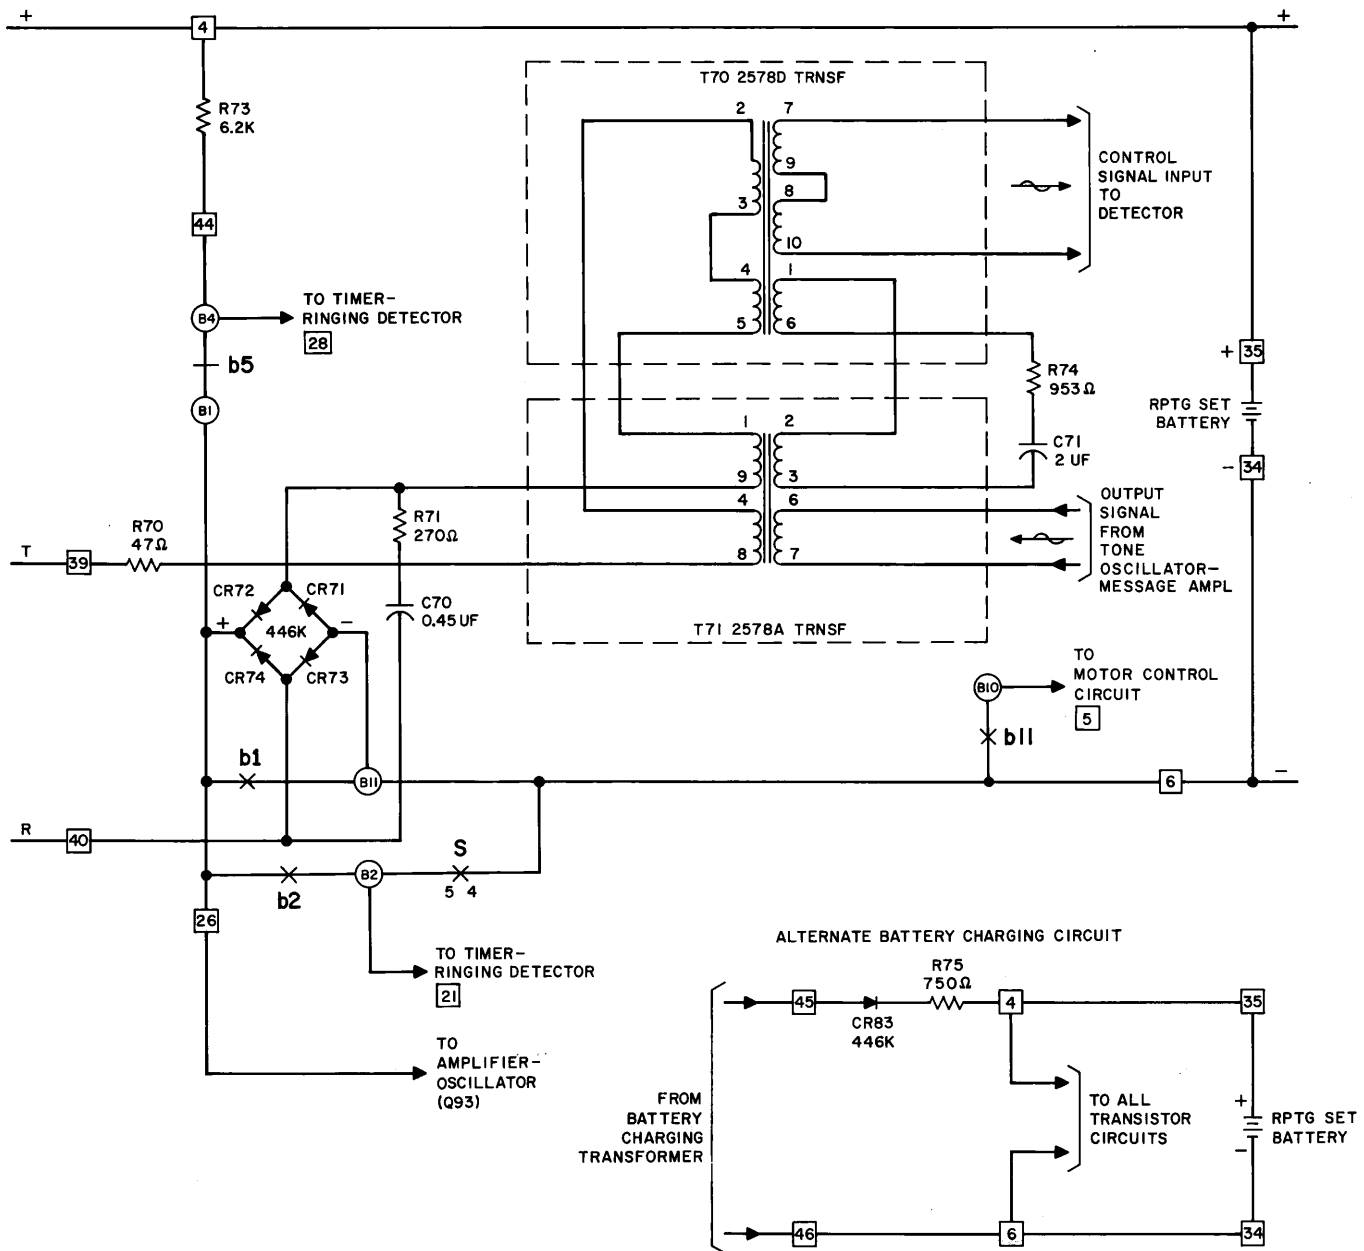 +
4
+
R73
6.2K
44
B4
TO TIMER-
RINGING DETECTOR
28
b5
B1
T70 2578D TRNSF
2
7
9
3
8
10
4
1
5
6
CONTROL
SIGNAL INPUT
TO
DETECTOR
R74
953Ω
C71
2 UF
+ 35
RPTG SET
BATTERY
- 34
1
2
9
3
4
6
8
7
T71 2578A TRNSF
OUTPUT
SIGNAL
FROM
TONE
OSCILLATOR-
MESSAGE AMPL
R71
270Ω
R70
47Ω
T
39
CR72
CR71
+
446K
-
CR74
CR73
C70
0.45UF
TO
MOTOR CONTROL
CIRCUIT
5
B10
b11
b1
B11
6
-
R
40
S
5 4
b2
B2
26
TO TIMER-
RINGING DETECTOR
21
TO
AMPLIFIER-
OSCILLATOR
(Q93)
ALTERNATE BATTERY CHARGING CIRCUIT
R75
750Ω
45
4
35
CR83
446K
FROM
BATTERY
CHARGING
TRANSFORMER
TO ALL
TRANSISTOR
CIRCUITS
+
RPTG SET
BATTERY
-
46
6
34